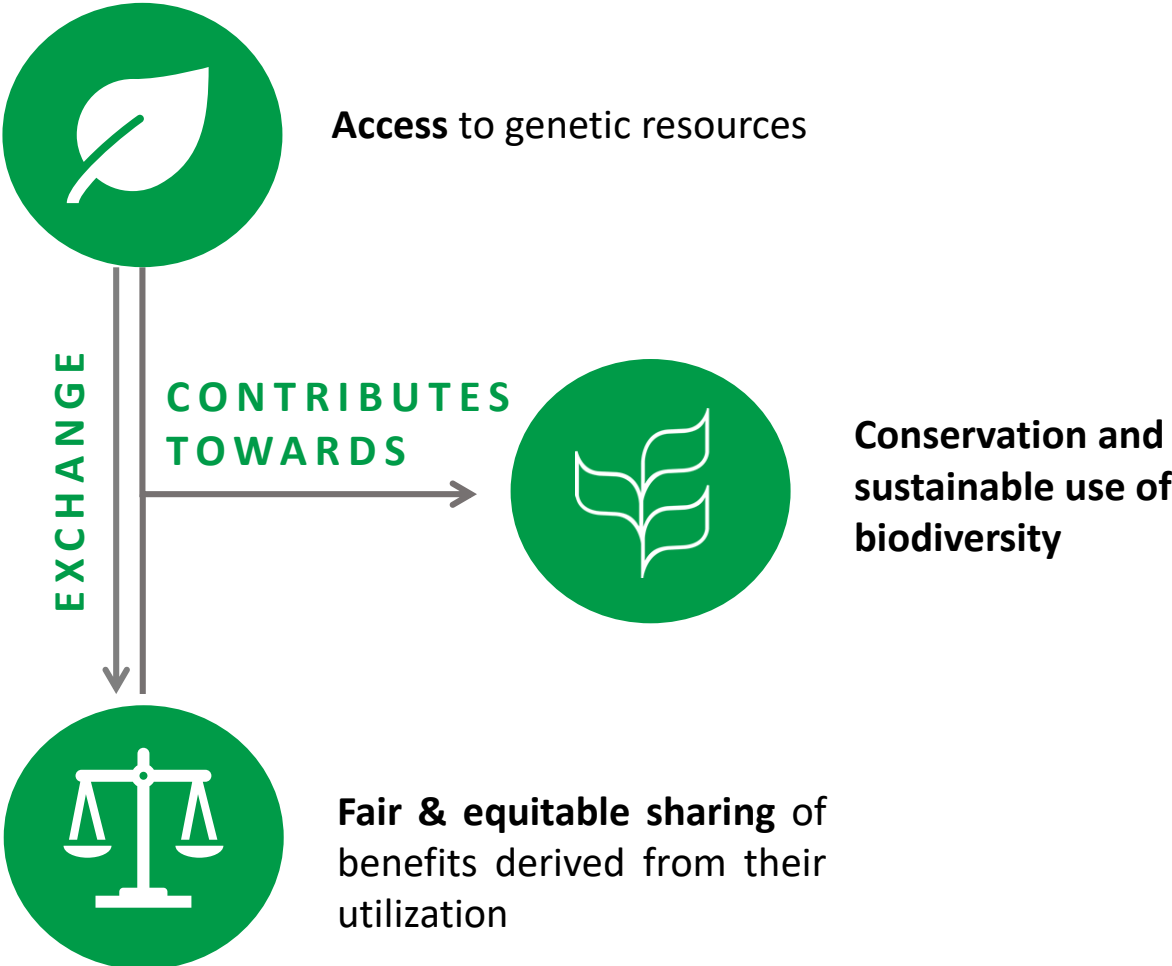 Access to genetic resources
EXCHANGE
CONTRIBUTES
TOWARDS
Conservation and
sustainable use of
biodiversity
Fair & equitable sharing of
benefits derived from their
utilization